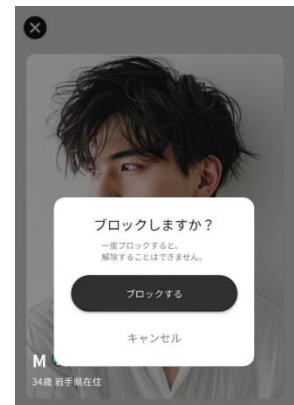 ブロックしますか？
一度ブロックすると、
解除することはできません。
ブロックする
キャンセル
M
34歳 岩手県在住